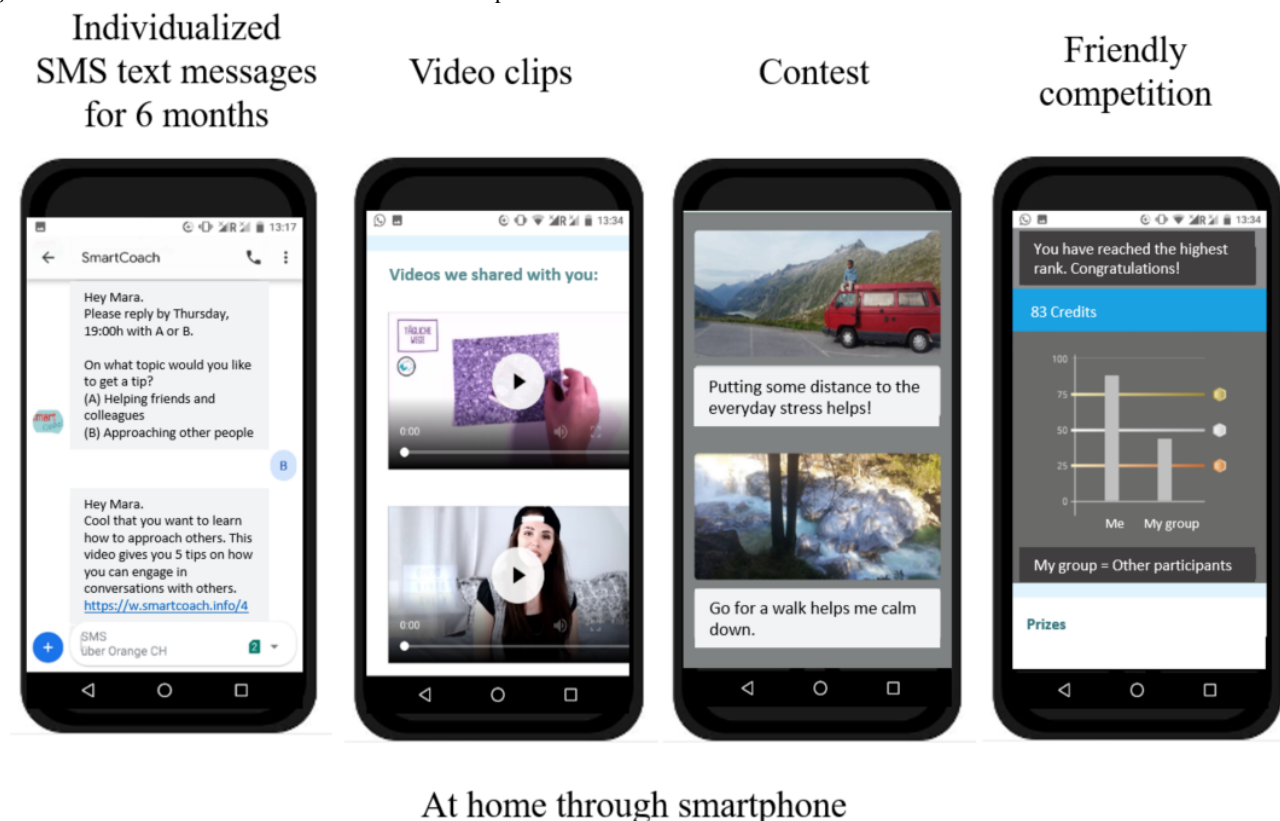 Individualized
SMS text messages
for 6 months
Video clips
Contest
Friendly
competition
13:17
SmartCoach
Hey Mara.
Please reply by Thursday,
19:00h with A or B.
On what topic would you like
to get a tip?
(A) Helping friends and
colleagues
(B) Approaching other people
B
Hey Mara.
Cool that you want to learn
how to approach others. This
video gives you 5 tips on how
you can engage in
conversations with others.
https://w.smartcoach.info/4
SMS
über Orange CH
2
R 13:34
Videos we shared with you:
TÄGLICHE
WEGE
0:00
0:00
Putting some distance to the
everyday stress helps!
Go for a walk helps me calm
down.
R 13:34
You have reached the highest
rank. Congratulations!
83 Credits
100
75
50
25
0
Me My group
My group = Other participants
Prizes
At home through smartphone